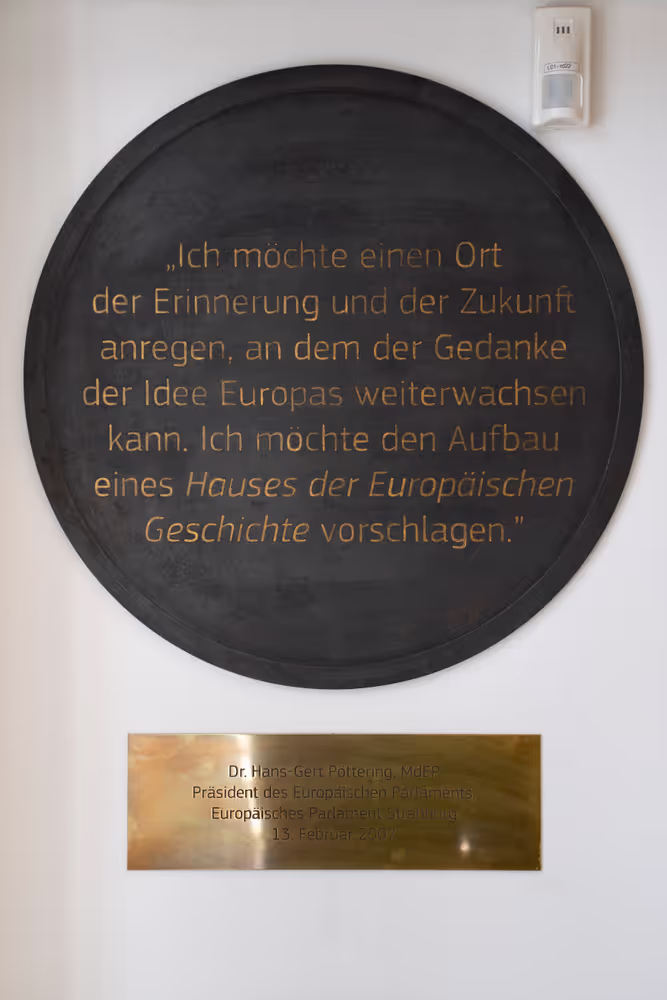 LC1-1022
„Ich möchte einen Ort
der Erinnerung und der Zukunft
anregen, an dem der Gedanke
der Idee Europas weiterwachsen
kann. Ich möchte den Aufbau
eines Hauses der Europäischen
Geschichte vorschlagen.”
Dr. Hans-Gert Pöttering, MdEP
Präsident des Europäischen Parlaments,
Europäisches Parlament Straßburg
13. Februar 2007